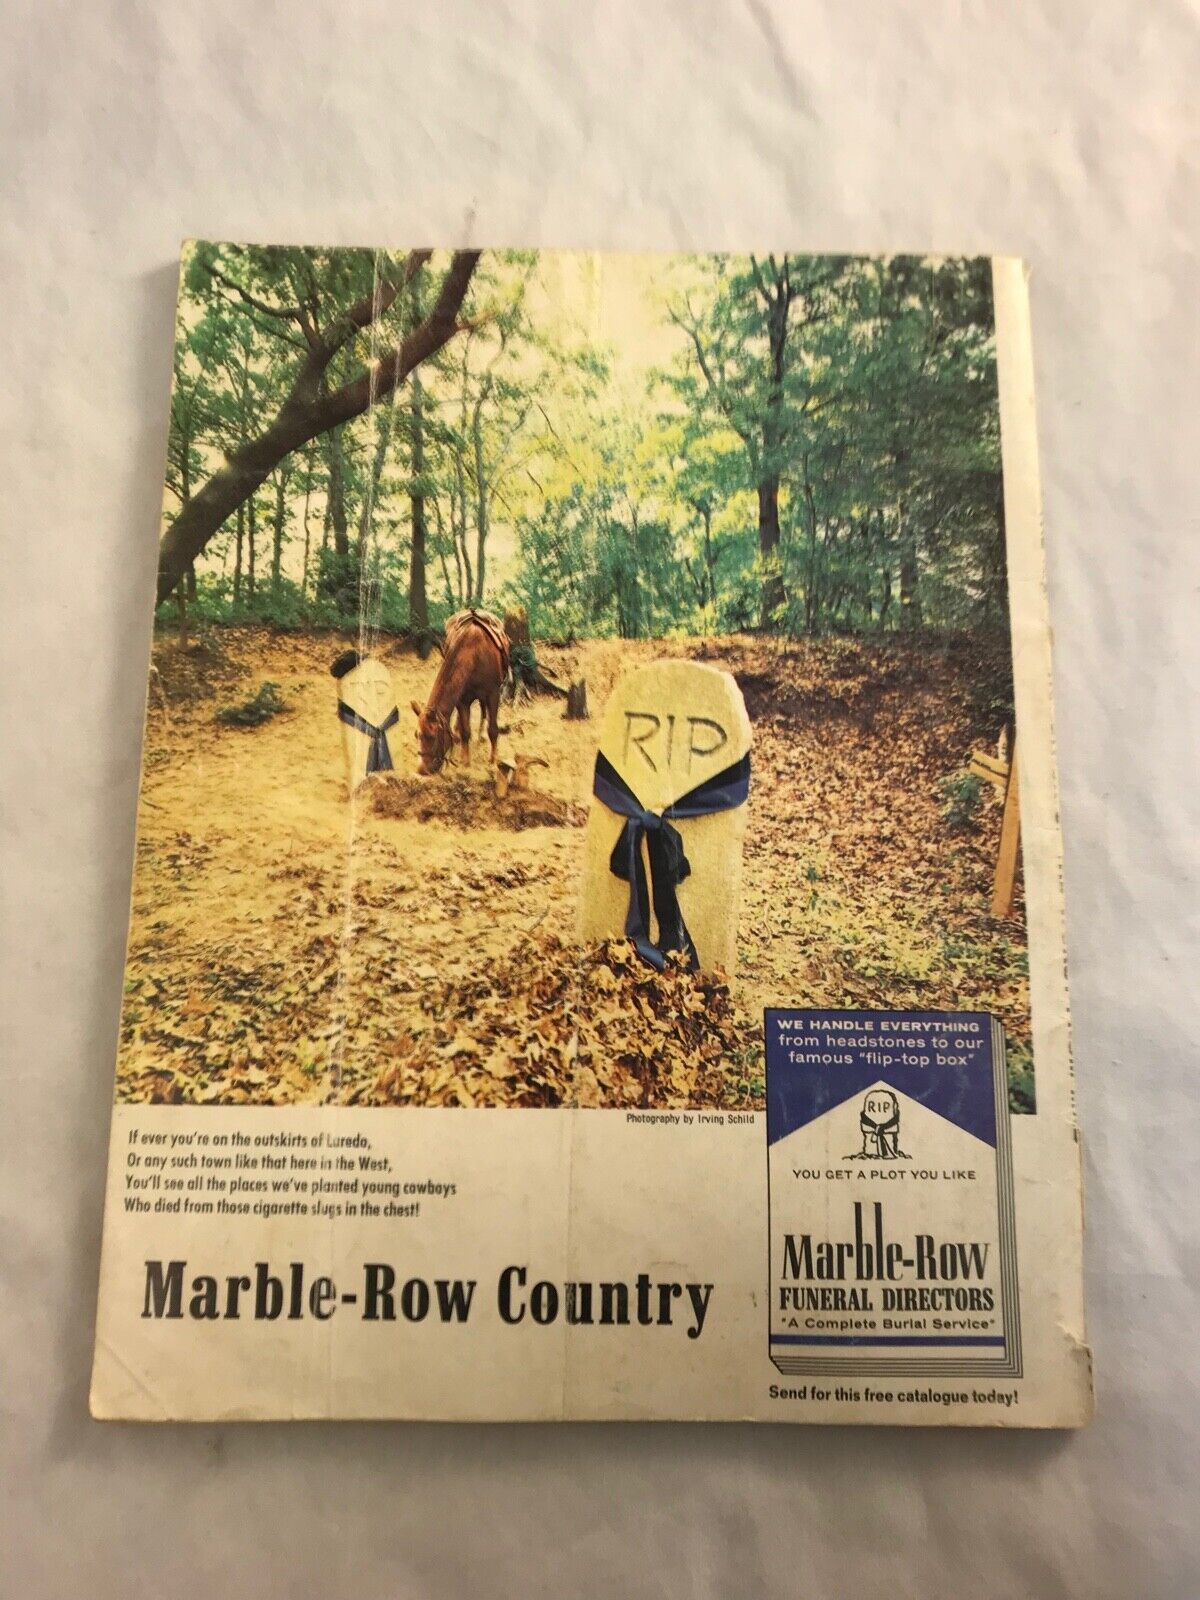 RIP
RIP
WE HANDLE EVERYTHING
from headstones to our
famous "flip-top box"
RIP
YOU GET A PLOT YOU LIKE
Marble-Row
FUNERAL DIRECTORS
"A Complete Burial Service"
Send for this free catalogue today!
Photography by Irving Schild
If ever you're on the outskirts of Laredo,
Or any such town like that here in the West,
You'll see all the places we've planted young cowboys
Who died from those cigarette slugs in the chest!
Marble-Row Country